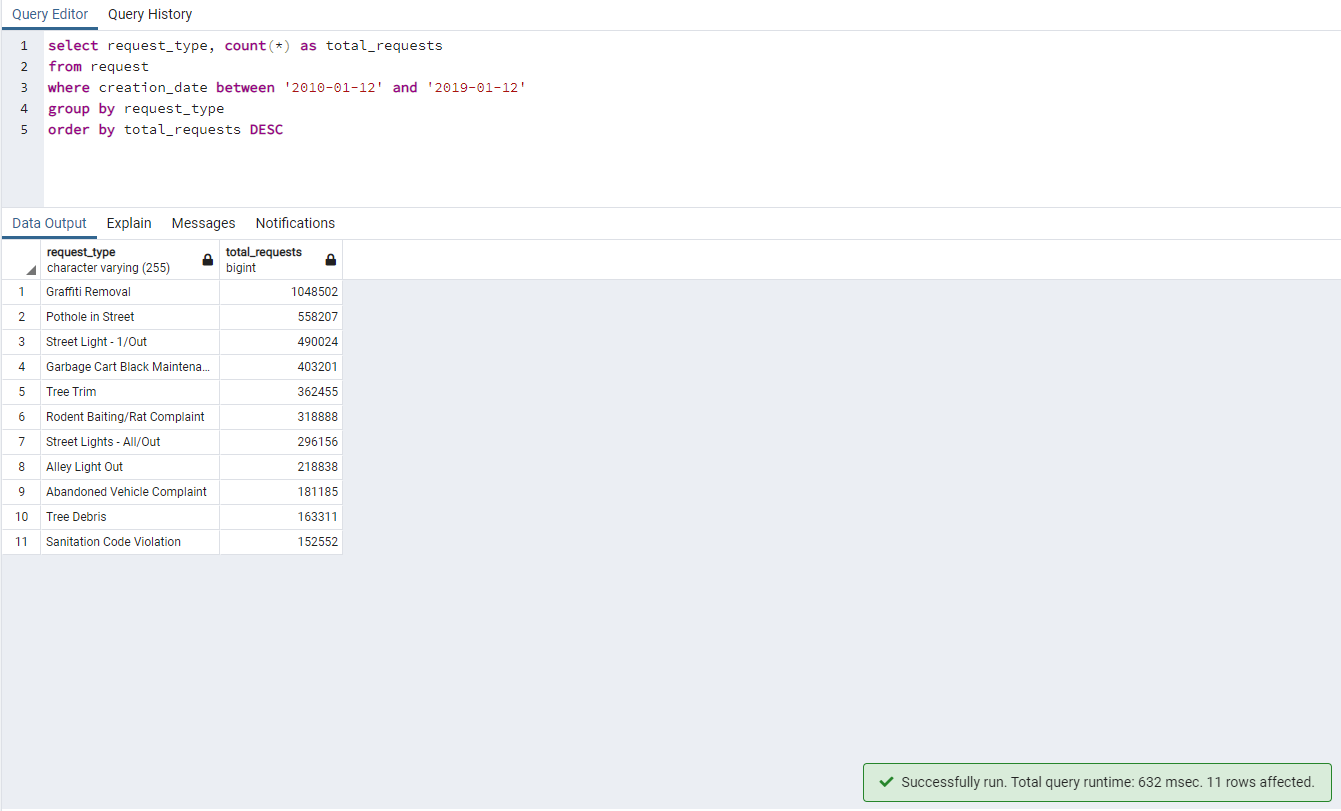 Query Editor Query History
1 select request_type, count(*) as total_requests
2 from request
3 where creation_date between '2010-01-12' and '2019-01-12'
4 group by request_type
5 order by total_requests DESC
Data Output Explain Messages Notifications
request_type total_requests
character varying (255) bigint
1 Graffiti Removal 1048502
2 Pothole in Street 558207
3 Street Light - 1/Out 490024
4 Garbage Cart Black Maintena... 403201
5 Tree Trim 362455
6 Rodent Baiting/Rat Complaint 318888
7 Street Lights - All/Out 296156
8 Alley Light Out 218838
9 Abandoned Vehicle Complaint 181185
10 Tree Debris 163311
11 Sanitation Code Violation 152552
Successfully run. Total query runtime: 632 msec. 11 rows affected.